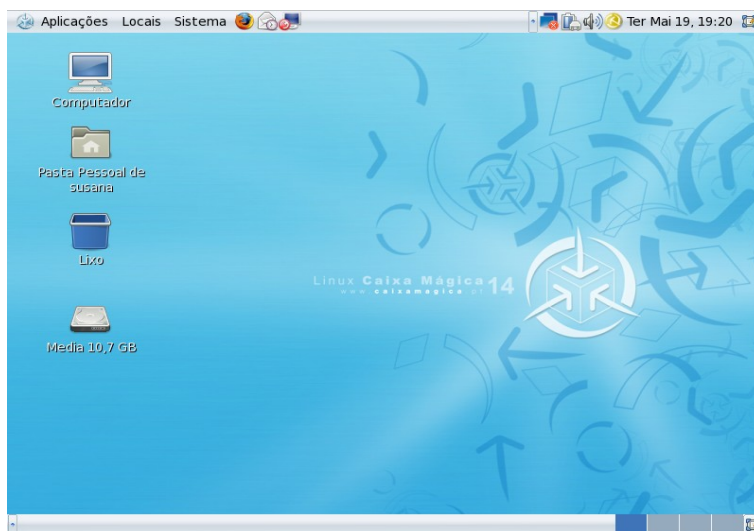 Aplicações Locais Sistema
Ter Mai 19, 19:20
Computador
Pasta Pessoal de
susana
Lixo
Linux Caixa Mágica 14
www.caixamagica.pt
Media 10,7 GB